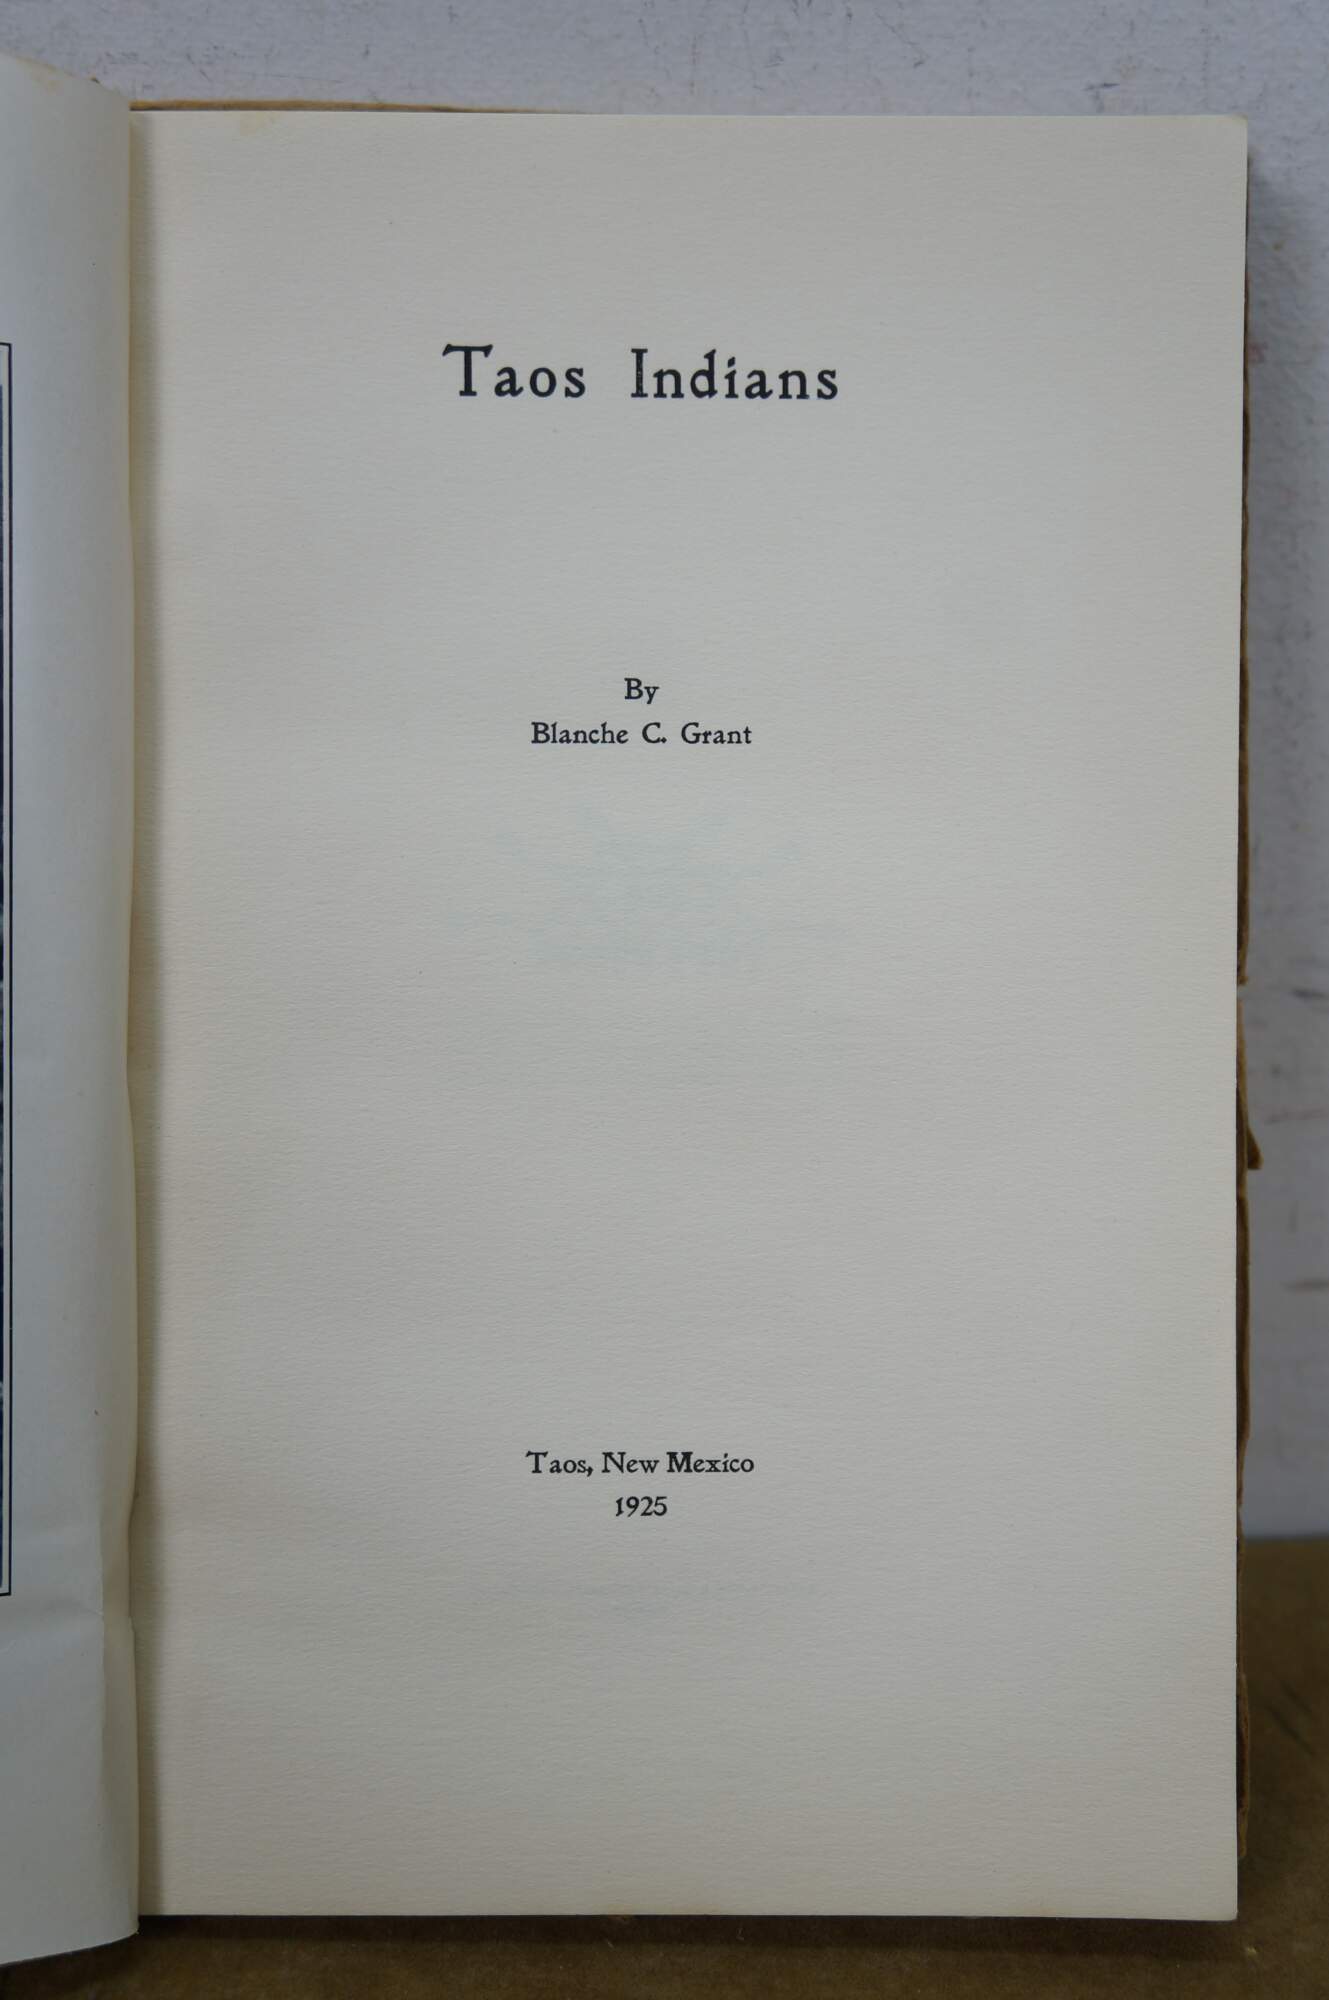 Taos Indians
By
Blanche C. Grant
Taos, New Mexico
1925